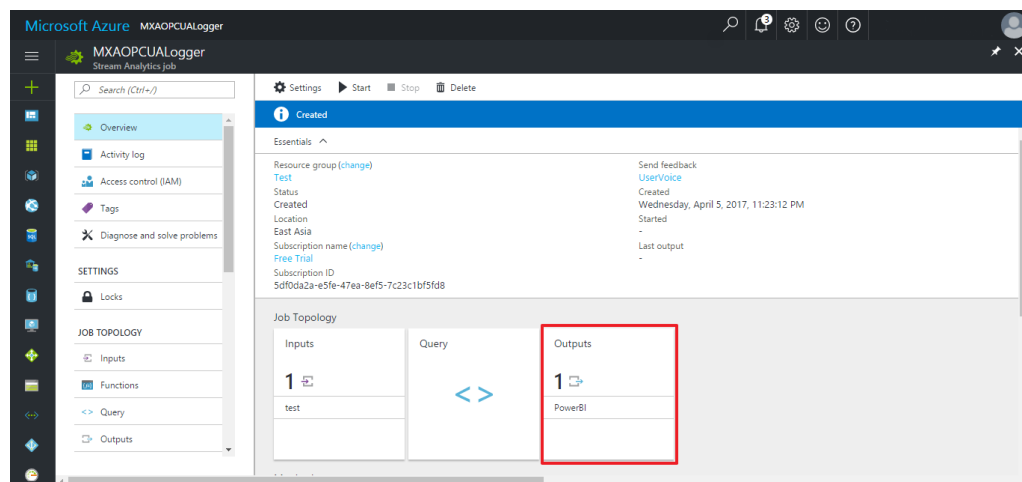 Microsoft Azure MXAOPCUALogger
3
MXAOPCUALogger
Stream Analytics job
Search (Ctrl+/)
Overview
Activity log
Access control (IAM)
Tags
Diagnose and solve problems
SETTINGS
Locks
JOB TOPOLOGY
Inputs
Functions
<> Query
Outputs
Settings Start Stop Delete
Created
Essentials
Resource group (change)
Test
Status
Created
Location
East Asia
Subscription name (change)
Free Trial
Subscription ID
5df0da2a-e5fe-47ea-8ef5-7c23c1bf5fd8
Send feedback
UserVoice
Created
Wednesday, April 5, 2017, 11:23:12 PM
Started
-
Last output
-
Job Topology
Inputs
1
test
Query
< >
Outputs
1
PowerBI